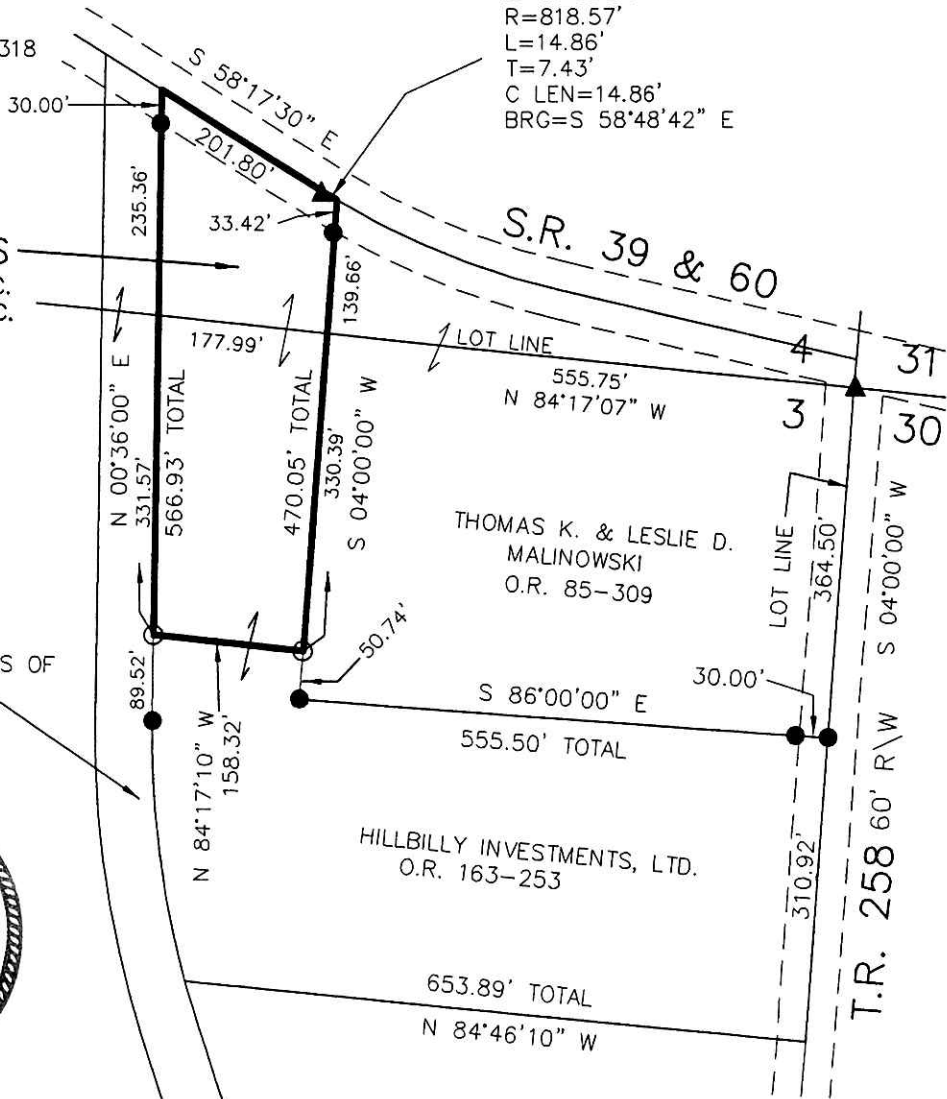 R=818.57'
L=14.86'
T=7.43'
C LEN=14.86'
BRG=S 58°48'42" E
318
S 58°17'30" E
30.00'
201.80'
33.42'
235.36'
139.66'
S.R. 39 & 60
177.99'
LOT LINE
555.75'
N 84°17'07" W
4
31
3
30
N 00°36'00" E
331.57'
566.93' TOTAL
470.05' TOTAL
330.39'
S 04°00'00" W
THOMAS K. & LESLIE D.
MALINOWSKI
O.R. 85-309
LOT LINE
364.50'
S 04°00'00" W
S OF
89.52'
50.74'
30.00'
S 86°00'00" E
555.50' TOTAL
N 84°17'10" W
158.32'
HILLBILLY INVESTMENTS, LTD.
O.R. 163-253
310.92'
T.R. 258 60' R\W
653.89' TOTAL
N 84°46'10" W